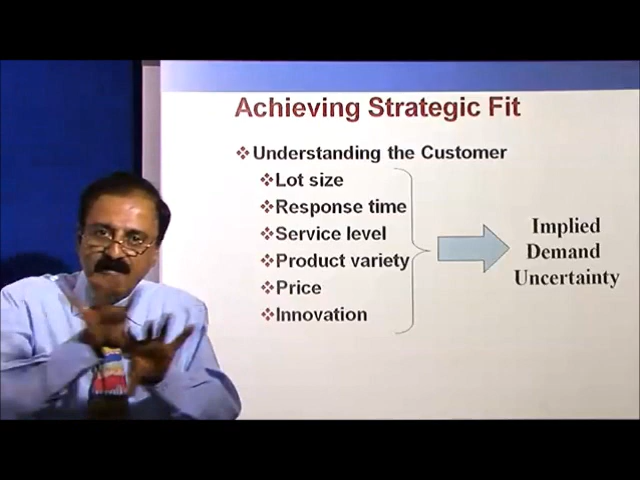 Achieving Strategic Fit
❖Understanding the Customer
❖Lot size
❖Response time
❖Service level
❖Product variety
❖Price
❖Innovation
Implied
Demand
Uncertainty